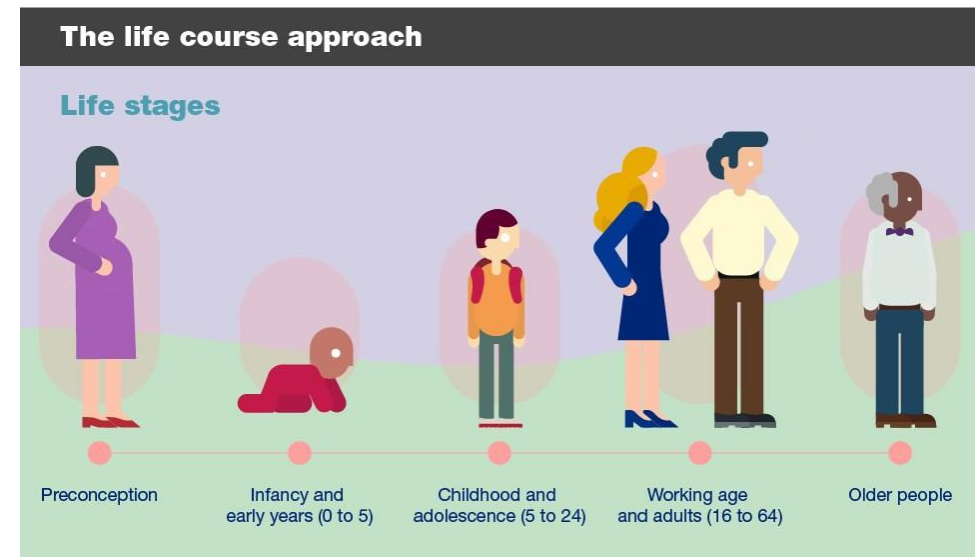 The life course approach
Life stages
Preconception
Infancy and
early years (0 to 5)
Childhood and
adolescence (5 to 24)
Working age
and adults (16 to 64)
Older people